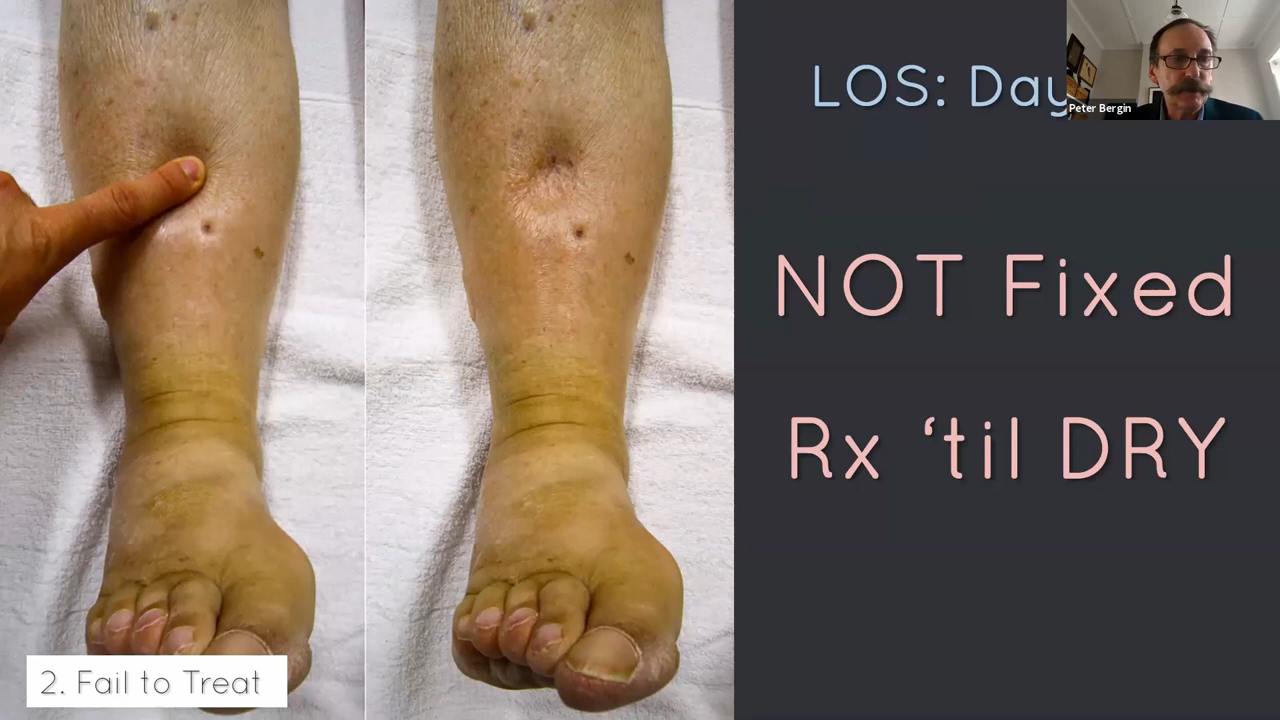 LOS: Day
Peter Bergin
NOT Fixed
Rx ‘til DRY
2. Fail to Treat